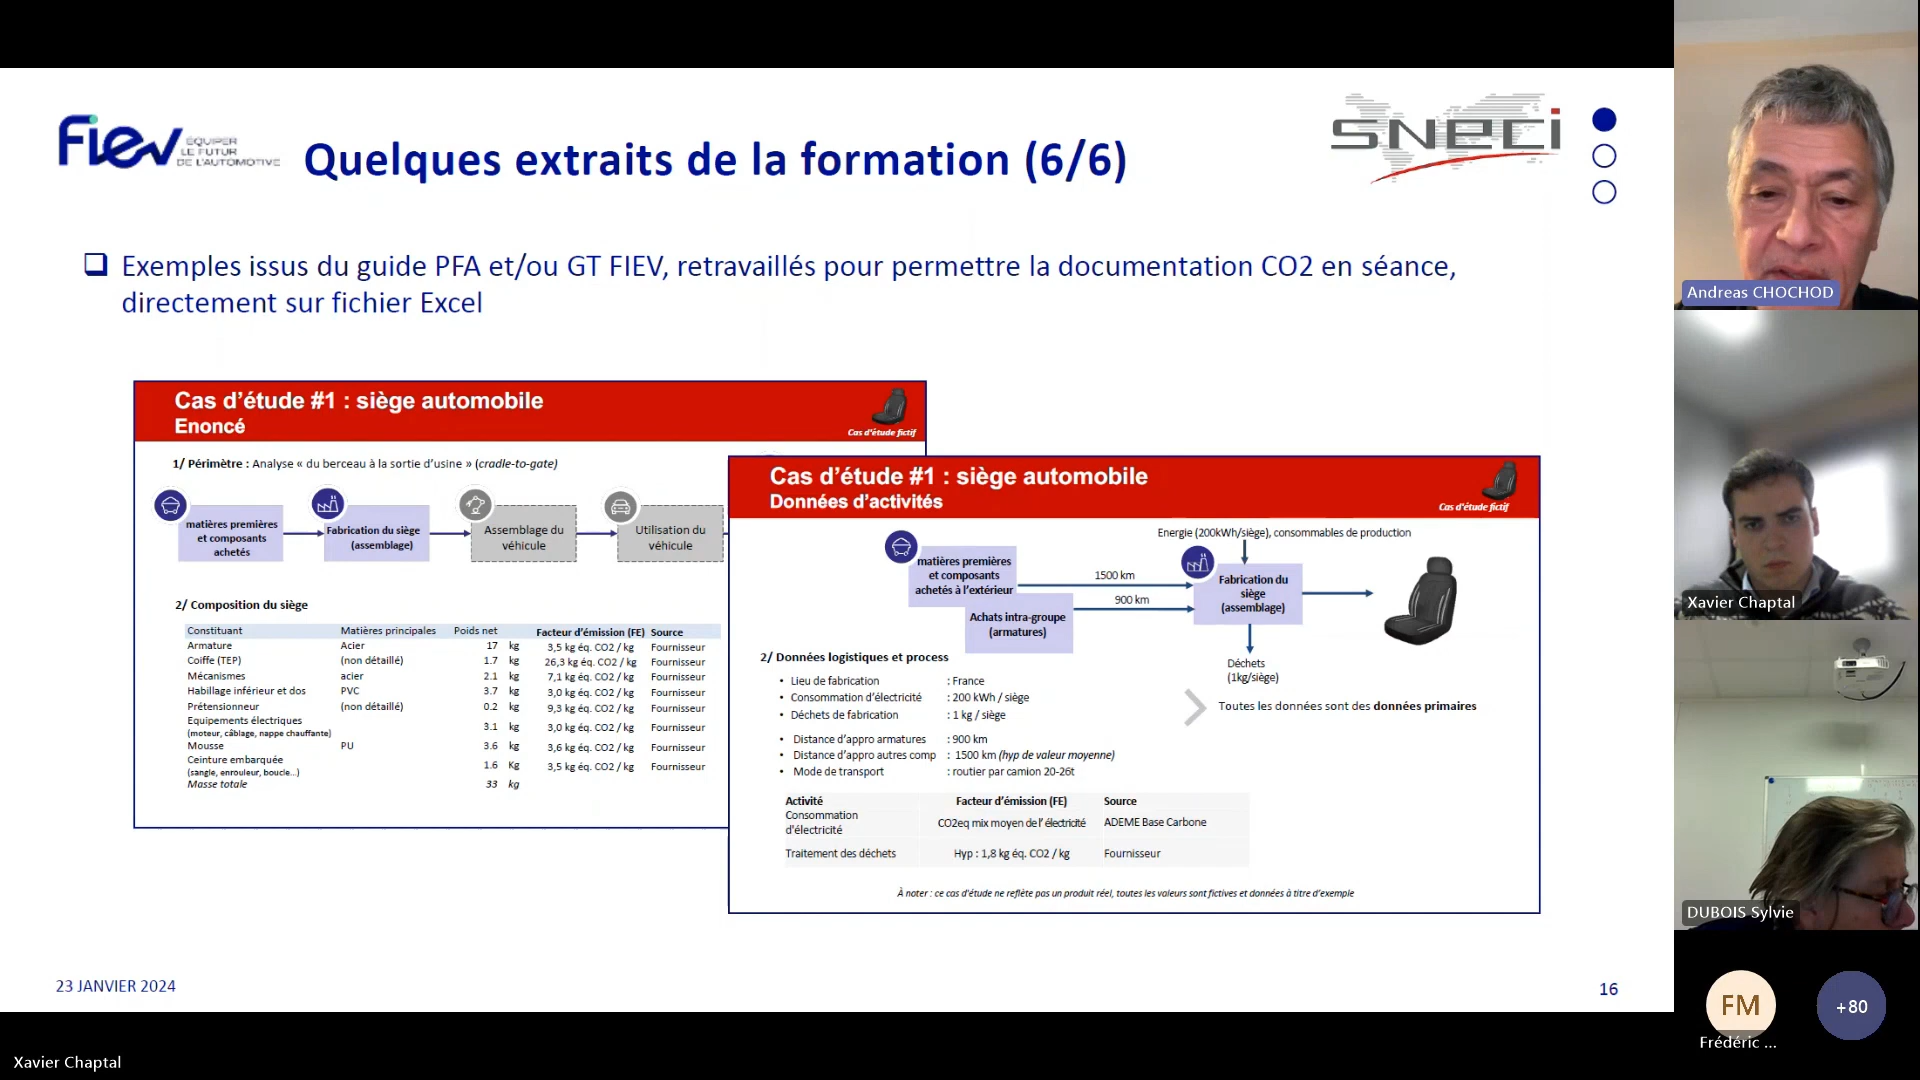 Fiev
ÉQUIPER
LE FUTUR
DE L'AUTOMOTIVE
Quelques extraits de la formation (6/6)
SNECI
❑ Exemples issus du guide PFA et/ou GT FIEV, retravaillés pour permettre la documentation CO2 en séance,
directement sur fichier Excel
Cas d'étude #1 : siège automobile
Enoncé
Cas d'étude fictif
1/ Périmètre : Analyse « du berceau à la sortie d'usine » (cradle-to-gate)
matières premières
et composants
achetés
Fabrication du siège
(assemblage)
Assemblage du
véhicule
Utilisation du
véhicule
2/ Composition du siège
Constituant Matières principales Poids net Facteur d'émission (FE) Source
Armature Acier 17 kg 3,5 kg éq. CO2 / kg Fournisseur
Coiffe (TEP) (non détaillé) 1.7 kg 26,3 kg éq. CO2 / kg Fournisseur
Mécanismes acier 2.1 kg 7,1 kg éq. CO2 / kg Fournisseur
Habillage inférieur et dos PVC 3.7 kg 3,0 kg éq. CO2 / kg Fournisseur
Prétensionneur (non détaillé) 0.2 kg 9,3 kg éq. CO2 / kg Fournisseur
Equipements électriques
(moteur, câblage, nappe chauffante) 3.1 kg 3,0 kg éq. CO2 / kg Fournisseur
Mousse PU 3.6 kg 3,6 kg éq. CO2 / kg Fournisseur
Ceinture embarquée
(sangle, enrouleur, boucle...) 1.6 Kg 3,5 kg éq. CO2 / kg Fournisseur
Masse totale 33 kg
Cas d'étude #1 : siège automobile
Données d'activités
Cas d'étude fictif
Energie (200kWh/siège), consommables de production
matières premières
et composants
achetés à l'extérieur
1500 km
900 km
Achats intra-groupe
(armatures)
Fabrication du
siège
(assemblage)
Déchets
(1kg/siège)
2/ Données logistiques et process
• Lieu de fabrication : France
• Consommation d'électricité : 200 kWh / siège
• Déchets de fabrication : 1 kg / siège
• Distance d'appro armatures : 900 km
• Distance d'appro autres comp : 1500 km (hyp de valeur moyenne)
• Mode de transport : routier par camion 20-26t
Toutes les données sont des données primaires
Activité Facteur d'émission (FE) Source
Consommation
d'électricité CO2eq mix moyen de l'électricité ADEME Base Carbone
Traitement des déchets Hyp : 1,8 kg éq. CO2 / kg Fournisseur
À noter : ce cas d'étude ne reflète pas un produit réel, toutes les valeurs sont fictives et données à titre d'exemple
23 JANVIER 2024
16
Xavier Chaptal
Andreas CHOCHOD
Xavier Chaptal
DUBOIS Sylvie
FM
Frédéric ...
+80